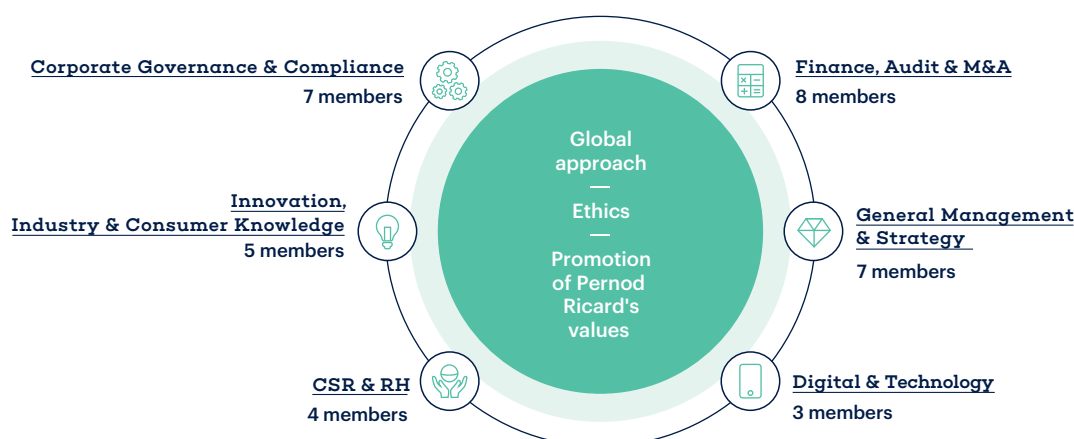 Corporate Governance & Compliance
7 members
Finance, Audit & M&A
8 members
Innovation,
Industry & Consumer Knowledge
5 members
Global
approach
Ethics
Promotion
of Pernod
Ricard's
values
General Management
& Strategy
7 members
CSR & RH
4 members
Digital & Technology
3 members